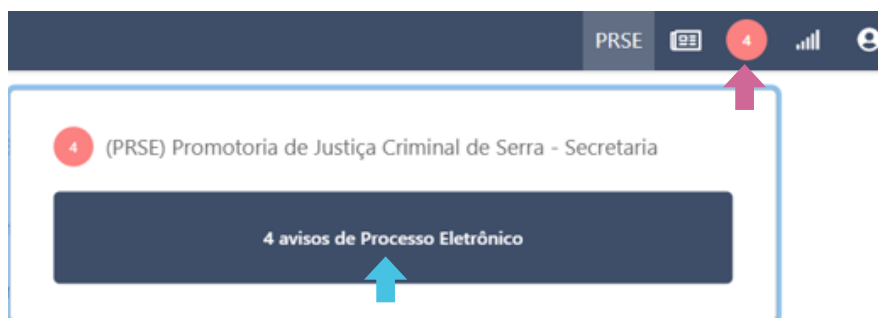 PRSE 4
4 (PRSE) Promotoria de Justiça Criminal de Serra - Secretaria
4 avisos de Processo Eletrônico